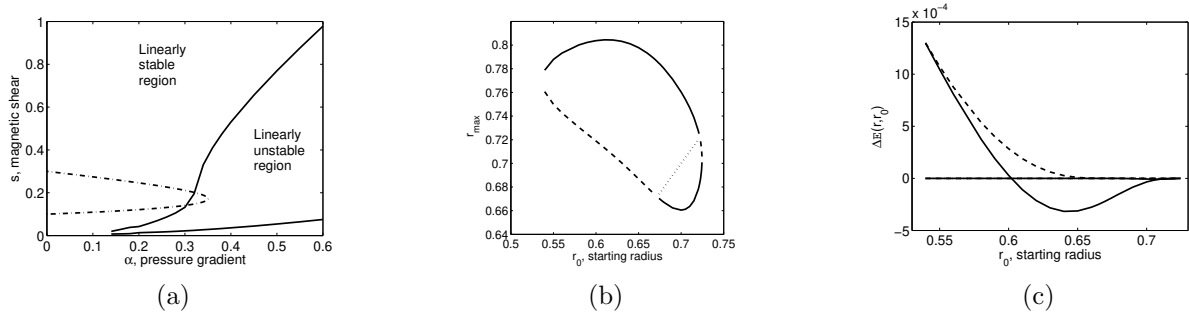 1
0.8
0.6
0.4
0.2
0
s, magnetic shear
Linearly
stable
region
Linearly
unstable
region
0 0.1 0.2 0.3 0.4 0.5 0.6
α, pressure gradient
(a)
0.8
0.78
0.76
0.74
0.72
0.7
0.68
0.66
0.64
r_max
0.5 0.55 0.6 0.65 0.7 0.75
r_0, starting radius
(b)
x 10^-4
15
10
5
0
−5
ΔE(r,r_0)
0.55 0.6 0.65 0.7
r_0, starting radius
(c)